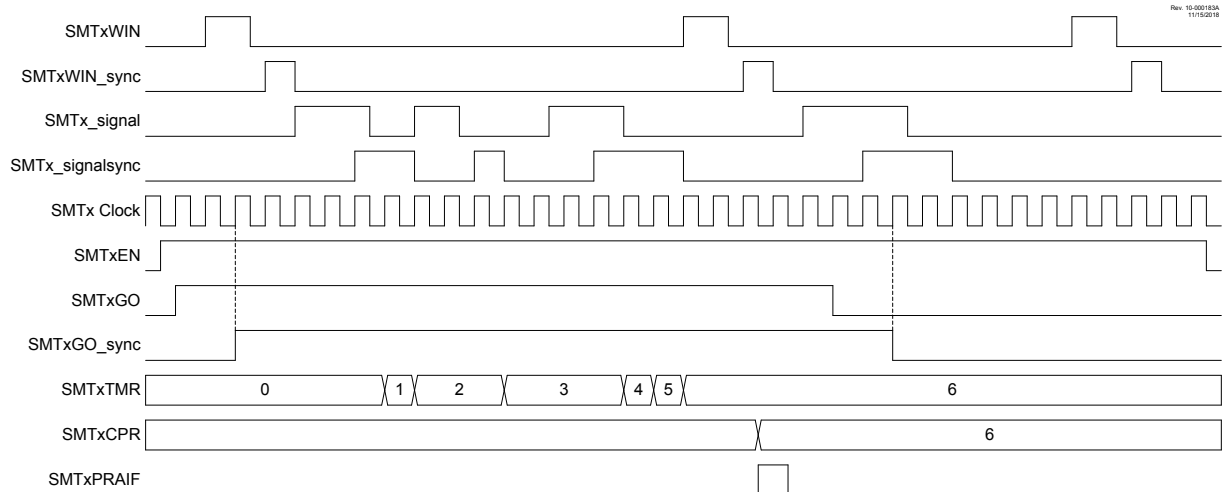 Rev. 10-000183A
11/15/2018
SMTxWIN
SMTxWIN_sync
SMTx_signal
SMTx_signalsync
SMTx Clock
SMTxEN
SMTxGO
SMTxGO_sync
SMTxTMR 0 1 2 3 4 5 6
SMTxCPR 6
SMTxPRAIF